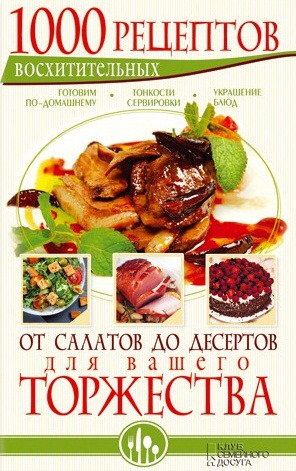 1000 РЕЦЕПТОВ
ВОСХИТИТЕЛЬНЫХ
ГОТОВИМ ПО-ДОМАШНЕМУ • ТОНКОСТИ СЕРВИРОВКИ • УКРАШЕНИЕ БЛЮД
ОТ САЛАТОВ ДО ДЕСЕРТОВ
для вашего
ТОРЖЕСТВА
КЛУБ
СЕМЕЙНОГО
ДОСУГА